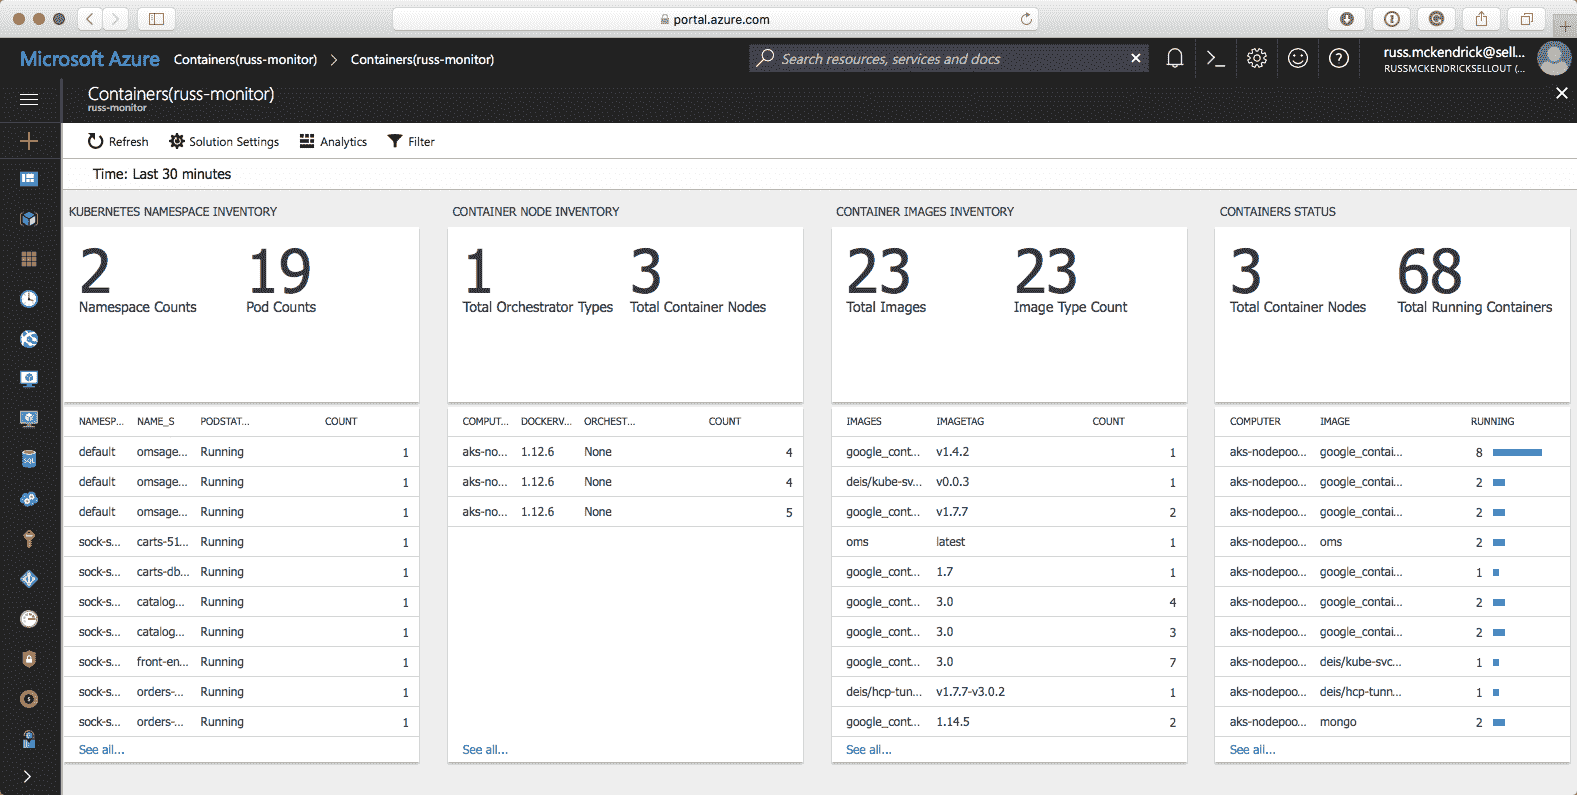 portal.azure.com
Microsoft Azure Containers(russ-monitor) > Containers(russ-monitor) Search resources, services and docs russ.mckendrick@sell...
RUSSMCKENDRICKSELLOUT (...
Containers(russ-monitor)
russ-monitor
Refresh Solution Settings Analytics Filter
Time: Last 30 minutes
KUBERNETES NAMESPACE INVENTORY
2 19
Namespace Counts Pod Counts
NAMESP... NAME_S PODSTAT... COUNT
default omsage... Running 1
default omsage... Running 1
default omsage... Running 1
sock-s... carts-51... Running 1
sock-s... carts-db... Running 1
sock-s... catalog... Running 1
sock-s... catalog... Running 1
sock-s... front-en... Running 1
sock-s... orders-... Running 1
sock-s... orders-... Running 1
See all...
CONTAINER NODE INVENTORY
1 3
Total Orchestrator Types Total Container Nodes
COMPUT... DOCKERV... ORCHEST... COUNT
aks-no... 1.12.6 None 4
aks-no... 1.12.6 None 4
aks-no... 1.12.6 None 5
See all...
CONTAINER IMAGES INVENTORY
23 23
Total Images Image Type Count
IMAGES IMAGETAG COUNT
google_cont... v1.4.2 1
deis/kube-sv... v0.0.3 1
google_cont... v1.7.7 2
oms latest 1
google_cont... 1.7 1
google_cont... 3.0 4
google_cont... 3.0 3
google_cont... 3.0 7
deis/hcp-tun... v1.7.7-v3.0.2 1
google_cont... 1.14.5 2
See all...
CONTAINERS STATUS
3 68
Total Container Nodes Total Running Containers
COMPUTER IMAGE RUNNING
aks-nodepoo... google_contai... 8
aks-nodepoo... google_contai... 2
aks-nodepoo... google_contai... 2
aks-nodepoo... oms 2
aks-nodepoo... google_contai... 1
aks-nodepoo... google_contai... 2
aks-nodepoo... google_contai... 2
aks-nodepoo... deis/kube-svc... 1
aks-nodepoo... deis/hcp-tunn... 1
aks-nodepoo... mongo 2
See all...